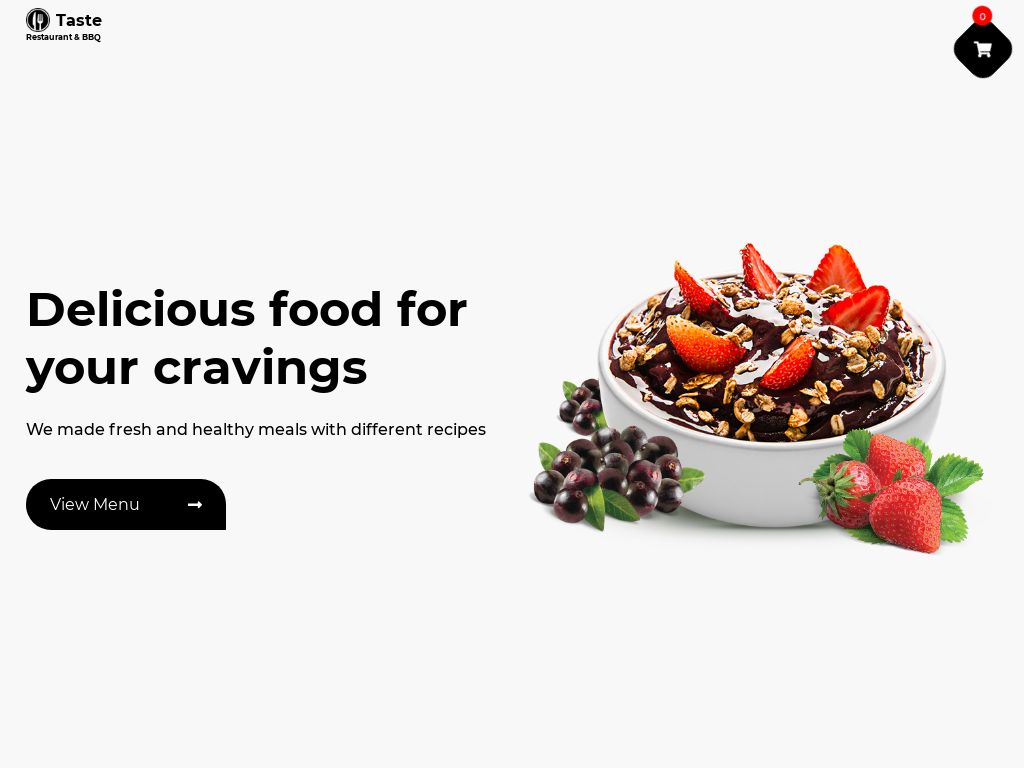 Taste
Restaurant & BBQ
0
Delicious food for
your cravings
We made fresh and healthy meals with different recipes
View Menu